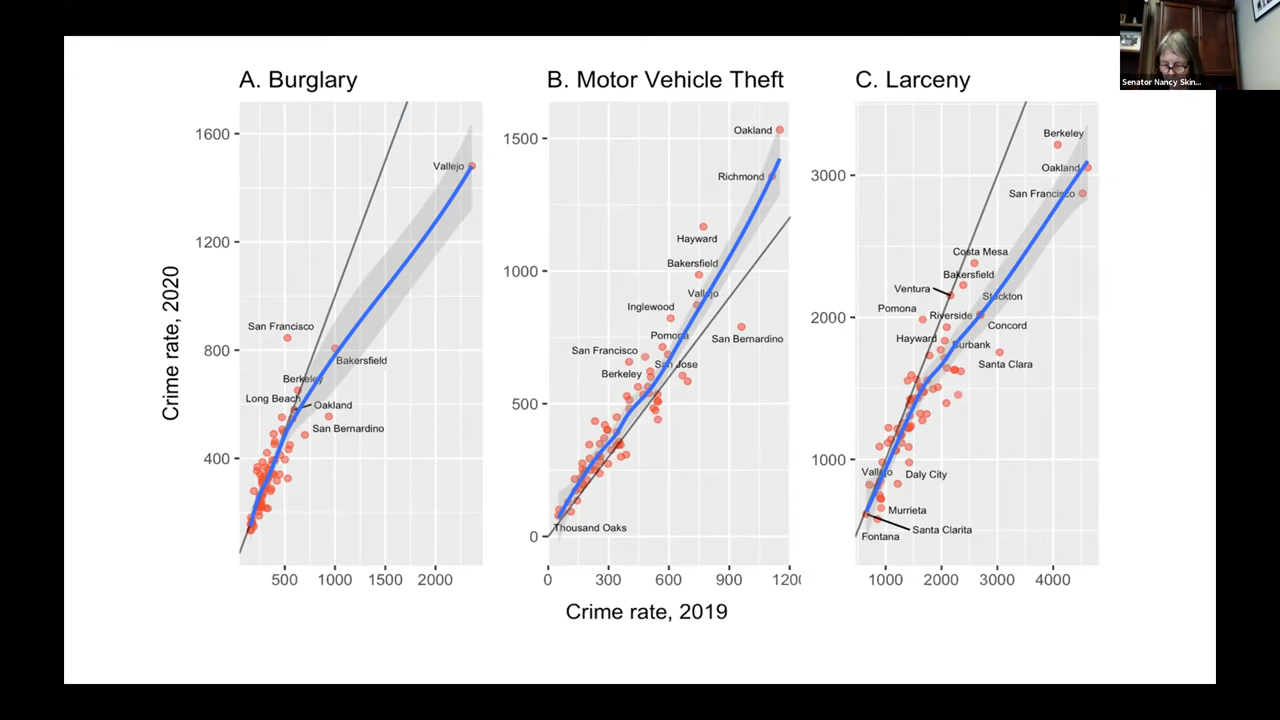 Senator Nancy Skin...
A. Burglary
B. Motor Vehicle Theft
C. Larceny
Crime rate, 2020
1600
1200
800
400
Vallejo
San Francisco
Bakersfield
Berkeley
Long Beach
Oakland
San Bernardino
500
1000
1500
2000
1500
1000
500
0
Oakland
Richmond
Hayward
Bakersfield
Vallejo
Inglewood
San Bernardino
Pomona
San Francisco
San Jose
Berkeley
Thousand Oaks
0
300
600
900
120
3000
2000
1000
Berkeley
Oakland
San Francisco
Costa Mesa
Bakersfield
Ventura
Stockton
Pomona
Riverside
Concord
Hayward
Burbank
Santa Clara
Vallejo
Daly City
Murrieta
Santa Clarita
Fontana
1000
2000
3000
4000
Crime rate, 2019